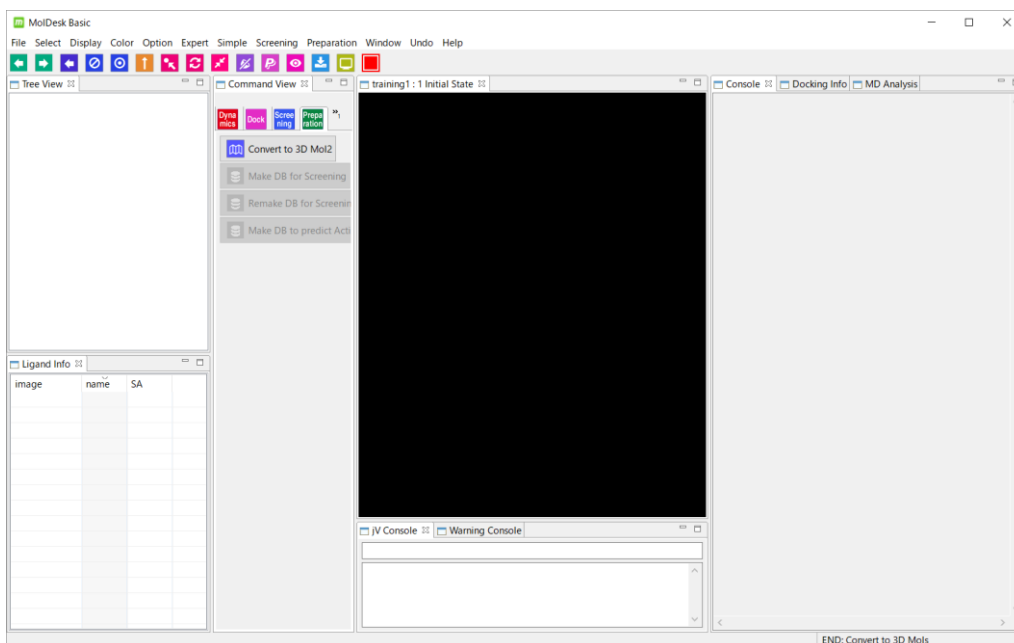 MolDesk Basic
File Select Display Color Option Expert Simple Screening Preparation Window Undo Help
Tree View
Command View
training1 : 1 Initial State
Console
Docking Info
MD Analysis
Dyna
mics
Dock
Scree
ning
Prepa
ration
»1
Convert to 3D Mol2
Make DB for Screening
Remake DB for Screenin
Make DB to predict Acti
Ligand Info
image name SA
jV Console
Warning Console
END: Convert to 3D Mols